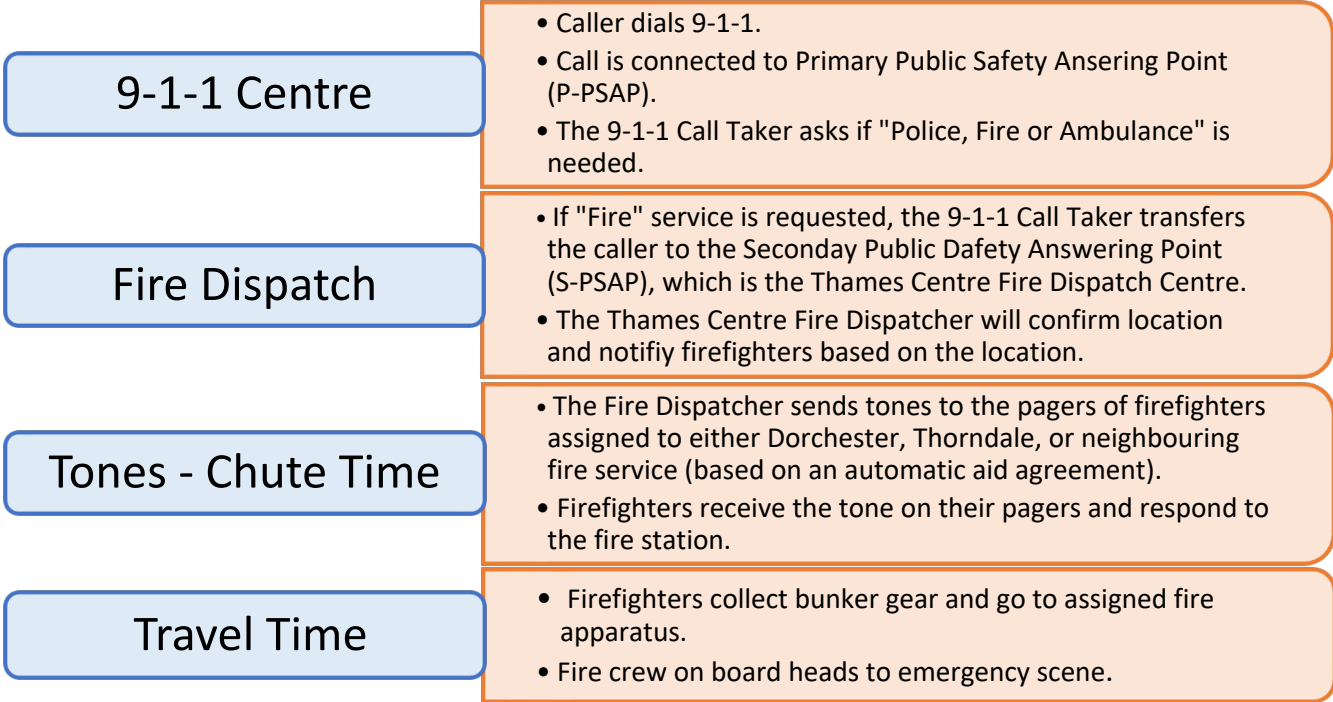 9-1-1 Centre
• Caller dials 9-1-1.
• Call is connected to Primary Public Safety Ansering Point
(P-PSAP).
• The 9-1-1 Call Taker asks if "Police, Fire or Ambulance" is
needed.
Fire Dispatch
• If "Fire" service is requested, the 9-1-1 Call Taker transfers
the caller to the Seconday Public Dafety Answering Point
(S-PSAP), which is the Thames Centre Fire Dispatch Centre.
• The Thames Centre Fire Dispatcher will confirm location
and notifiy firefighters based on the location.
Tones - Chute Time
• The Fire Dispatcher sends tones to the pagers of firefighters
assigned to either Dorchester, Thorndale, or neighbouring
fire service (based on an automatic aid agreement).
• Firefighters receive the tone on their pagers and respond to
the fire station.
Travel Time
• Firefighters collect bunker gear and go to assigned fire
apparatus.
• Fire crew on board heads to emergency scene.